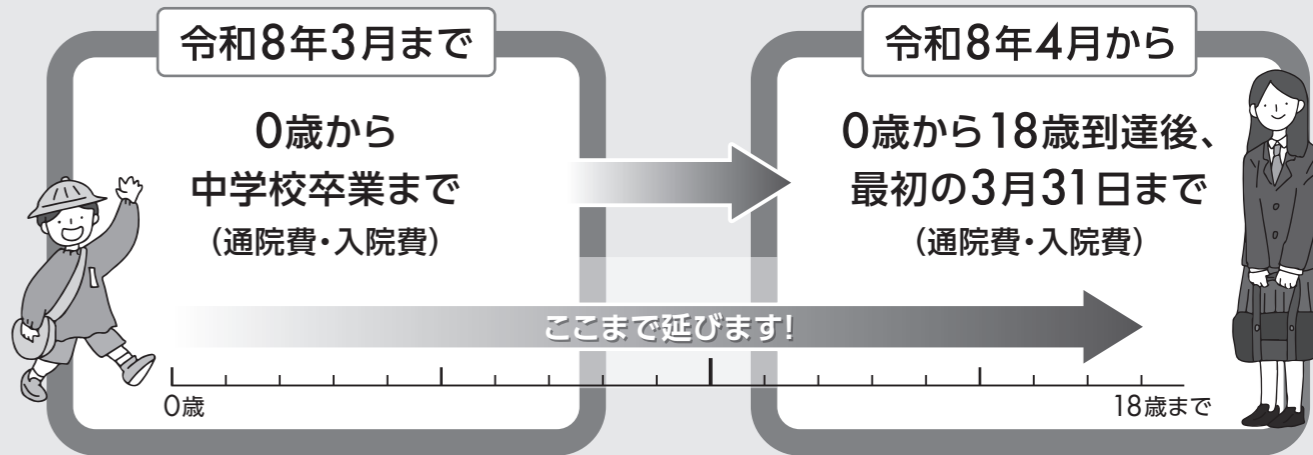 令和8年3月まで
0歳から
中学校卒業まで
（通院費・入院費）
令和8年4月から
0歳から18歳到達後、
最初の3月31日まで
（通院費・入院費）
ここまで延びます！
0歳
18歳まで